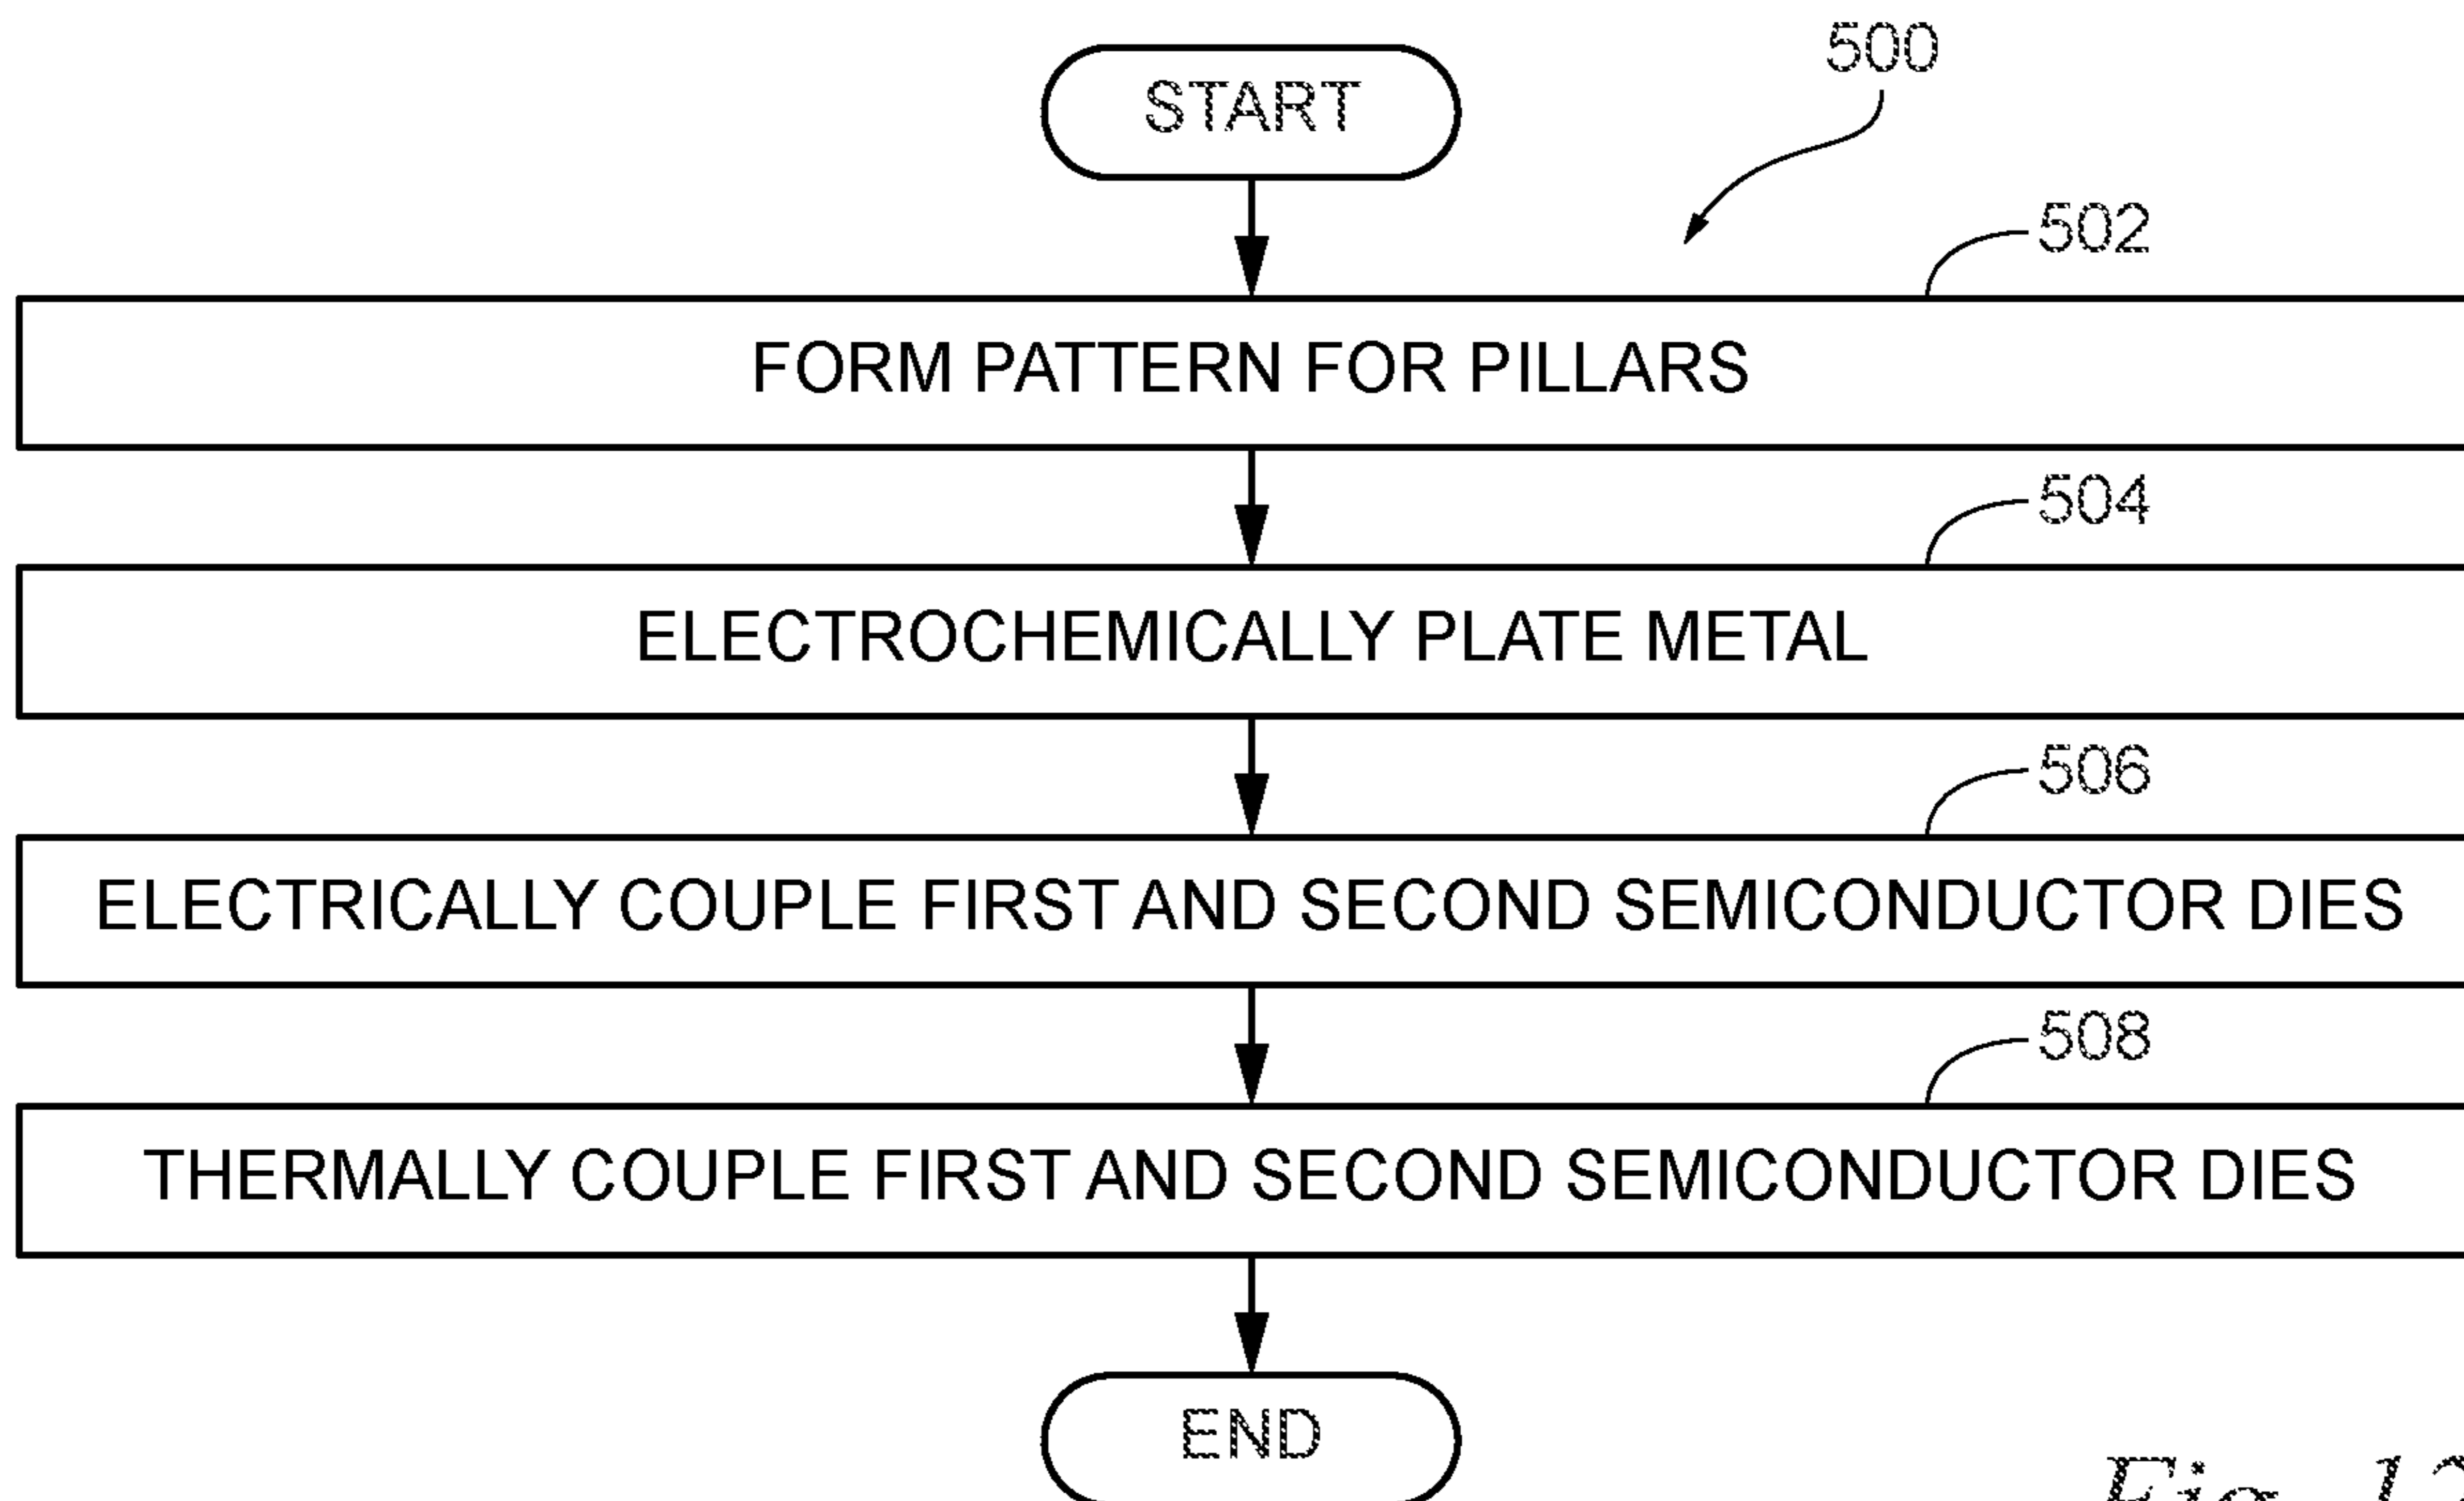 START
500
502
FORM PATTERN FOR PILLARS
504
ELECTROCHEMICALLY PLATE METAL
506
ELECTRICALLY COUPLE FIRST AND SECOND SEMICONDUCTOR DIES
508
THERMALLY COUPLE FIRST AND SECOND SEMICONDUCTOR DIES
END
Fig.